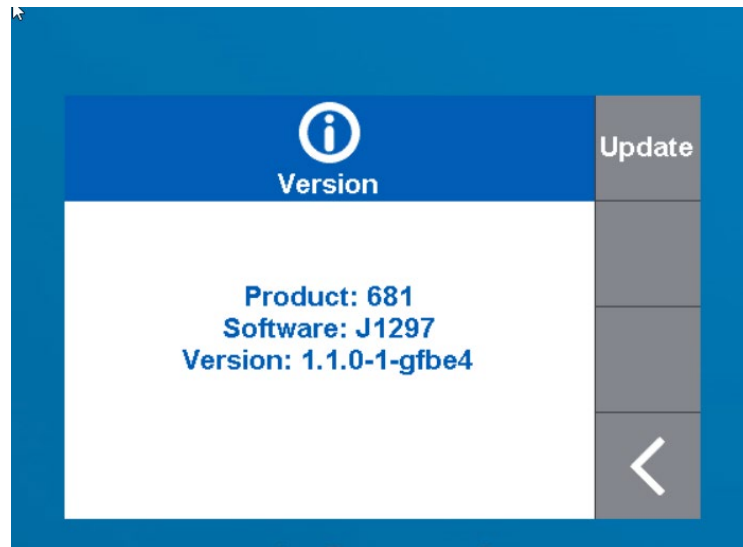 Version
Update
Product: 681
Software: J1297
Version: 1.1.0-1-gfbe4